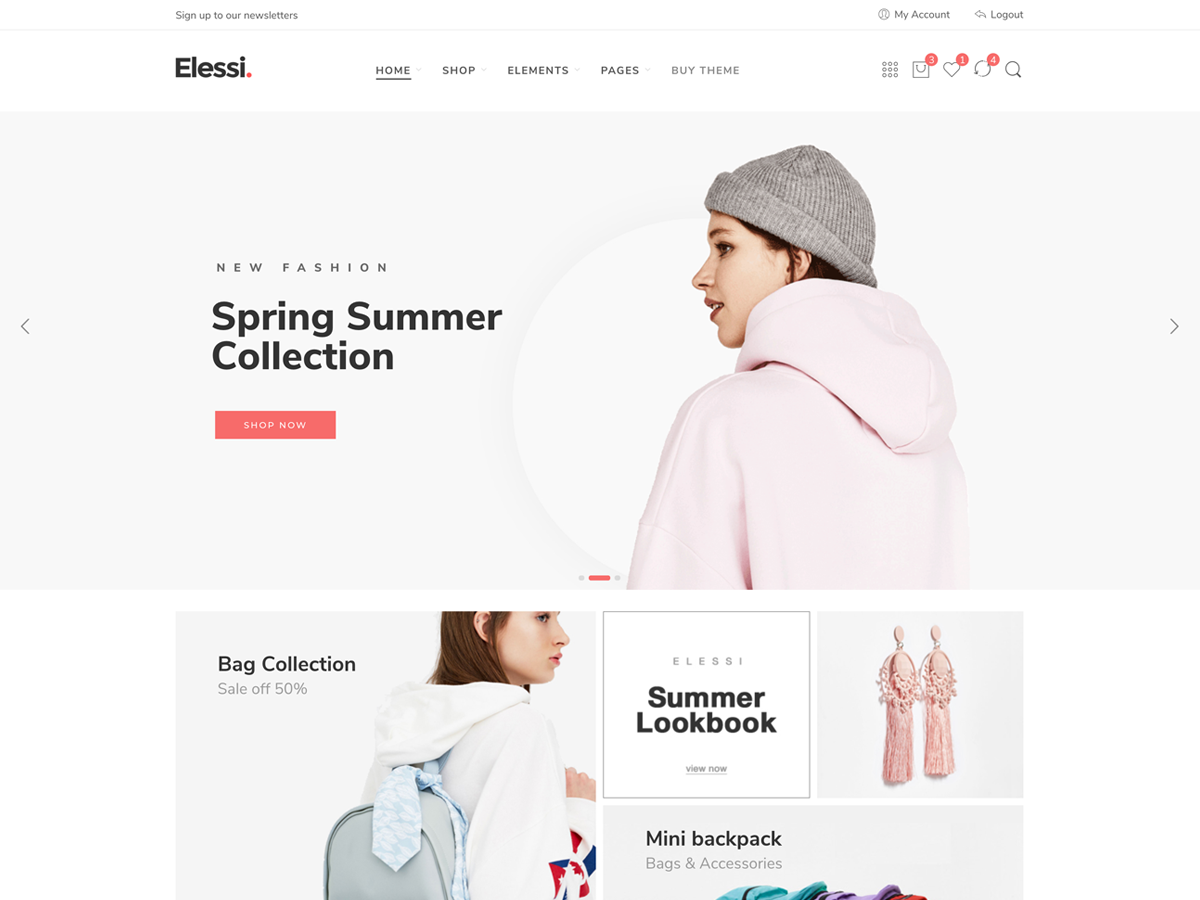 Sign up to our newsletters
My Account
Logout
Elessi.
HOME
SHOP
ELEMENTS
PAGES
BUY THEME
3
1
4
NEW FASHION
Spring Summer
Collection
SHOP NOW
Bag Collection
Sale off 50%
ELESSI
Summer
Lookbook
view now
Mini backpack
Bags & Accessories